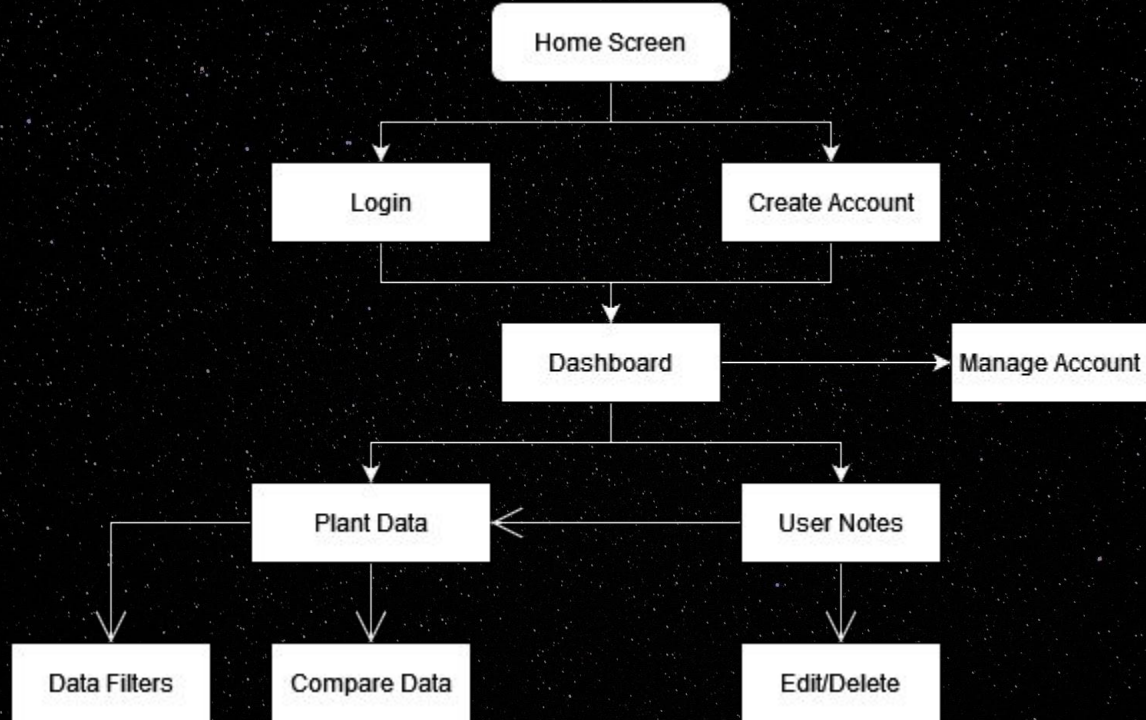 Home Screen
Login
Create Account
Dashboard
Manage Account
Plant Data
User Notes
Data Filters
Compare Data
Edit/Delete